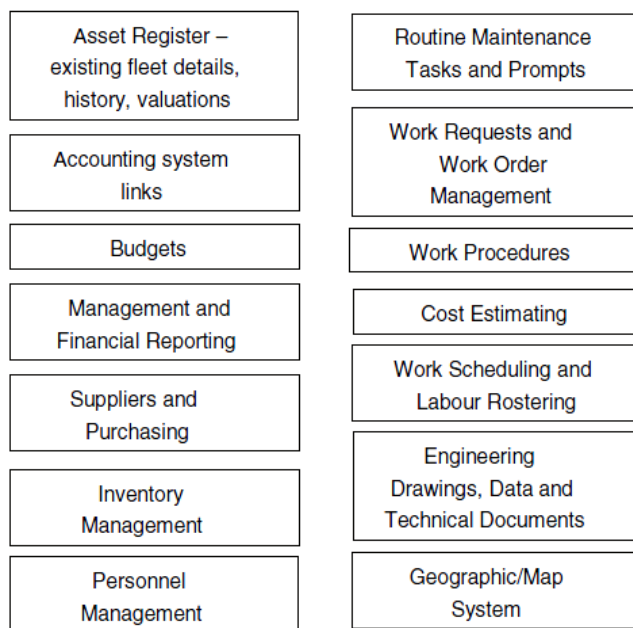 Asset Register –
existing fleet details,
history, valuations
Accounting system
links
Budgets
Management and
Financial Reporting
Suppliers and
Purchasing
Inventory
Management
Personnel
Management
Routine Maintenance
Tasks and Prompts
Work Requests and
Work Order
Management
Work Procedures
Cost Estimating
Work Scheduling and
Labour Rostering
Engineering
Drawings, Data and
Technical Documents
Geographic/Map
System